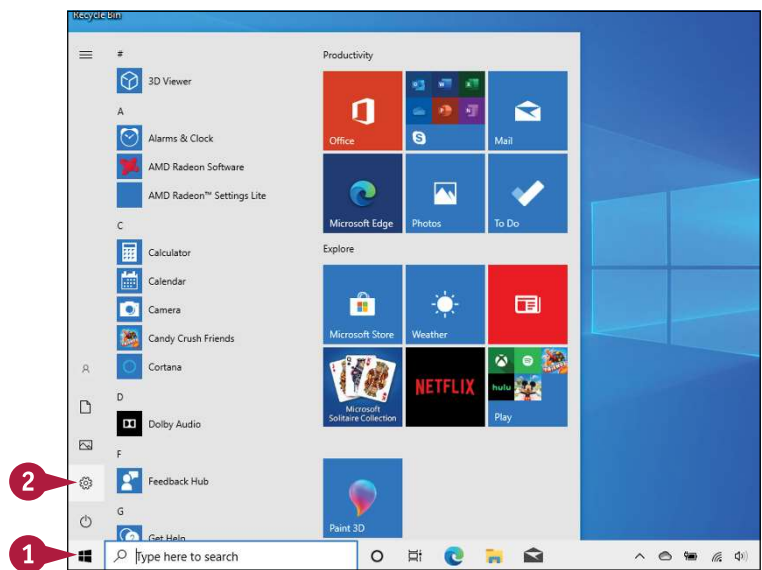 Recycle Bin
#
3D Viewer
A
Alarms & Clock
AMD Radeon Software
AMD Radeon™ Settings Lite
C
Calculator
Calendar
Camera
Candy Crush Friends
Cortana
D
Dolby Audio
F
Feedback Hub
G
Get Help
Productivity
Office
Mail
Microsoft Edge
Photos
To Do
Explore
Microsoft Store
Weather
Microsoft
Solitaire Collection
NETFLIX
hulu
Play
Paint 3D
2
1
Type here to search